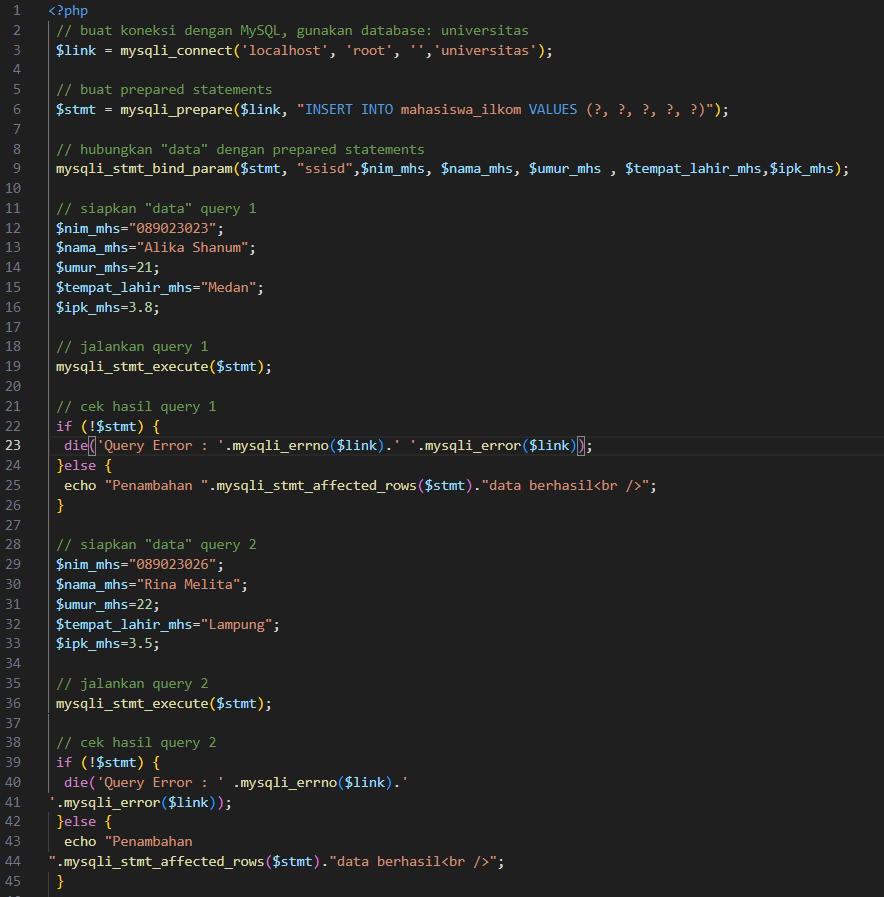 1 <?php
2 // buat koneksi dengan MySQL, gunakan database: universitas
3 $link = mysqli_connect('localhost', 'root', '','universitas');
4
5 // buat prepared statements
6 $stmt = mysqli_prepare($link, "INSERT INTO mahasiswa_ilkom VALUES (?, ?, ?, ?, ?)");
7
8 // hubungkan "data" dengan prepared statements
9 mysqli_stmt_bind_param($stmt, "ssisd",$nim_mhs, $nama_mhs, $umur_mhs , $tempat_lahir_mhs,$ipk_mhs);
10
11 // siapkan "data" query 1
12 $nim_mhs="089023023";
13 $nama_mhs="Alika Shanum";
14 $umur_mhs=21;
15 $tempat_lahir_mhs="Medan";
16 $ipk_mhs=3.8;
17
18 // jalankan query 1
19 mysqli_stmt_execute($stmt);
20
21 // cek hasil query 1
22 if (!$stmt) {
23 die('Query Error : '.mysqli_errno($link).' '.mysqli_error($link));
24 }else {
25 echo "Penambahan ".mysqli_stmt_affected_rows($stmt)."data berhasil<br />";
26 }
27
28 // siapkan "data" query 2
29 $nim_mhs="089023026";
30 $nama_mhs="Rina Melita";
31 $umur_mhs=22;
32 $tempat_lahir_mhs="Lampung";
33 $ipk_mhs=3.5;
34
35 // jalankan query 2
36 mysqli_stmt_execute($stmt);
37
38 // cek hasil query 2
39 if (!$stmt) {
40 die('Query Error : ' .mysqli_errno($link).'
41 '.mysqli_error($link));
42 }else {
43 echo "Penambahan
44 ".mysqli_stmt_affected_rows($stmt)."data berhasil<br />";
45 }